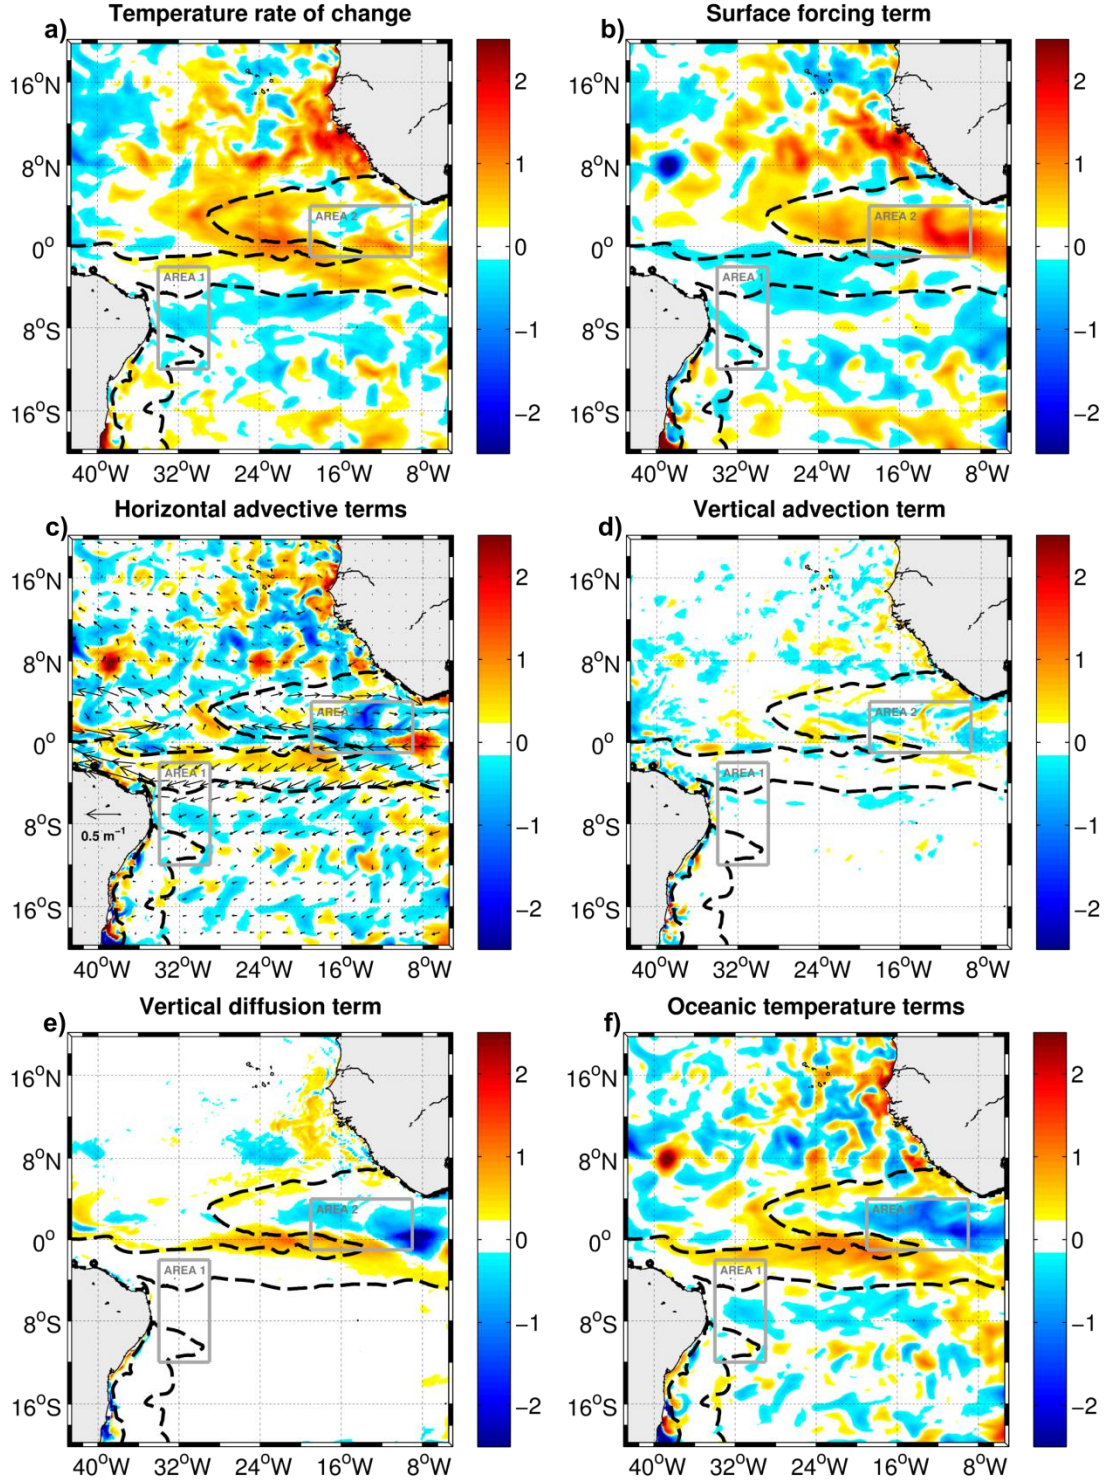 a) Temperature rate of change
16°N
8°N
0°
8°S
16°S
40°W 32°W 24°W 16°W 8°W
2
1
0
−1
−2
AREA 2
AREA 1
b) Surface forcing term
16°N
8°N
0°
8°S
16°S
40°W 32°W 24°W 16°W 8°W
2
1
0
−1
−2
AREA 2
AREA 1
c) Horizontal advective terms
16°N
8°N
0°
8°S
16°S
40°W 32°W 24°W 16°W 8°W
2
1
0
−1
−2
AREA
AREA 1
0.5 m⁻¹
d) Vertical advection term
16°N
8°N
0°
8°S
16°S
40°W 32°W 24°W 16°W 8°W
2
1
0
−1
−2
AREA 2
AREA 1
e) Vertical diffusion term
16°N
8°N
0°
8°S
16°S
40°W 32°W 24°W 16°W 8°W
2
1
0
−1
−2
AREA 2
AREA 1
f) Oceanic temperature terms
16°N
8°N
0°
8°S
16°S
40°W 32°W 24°W 16°W 8°W
2
1
0
−1
−2
AREA 2
AREA 1